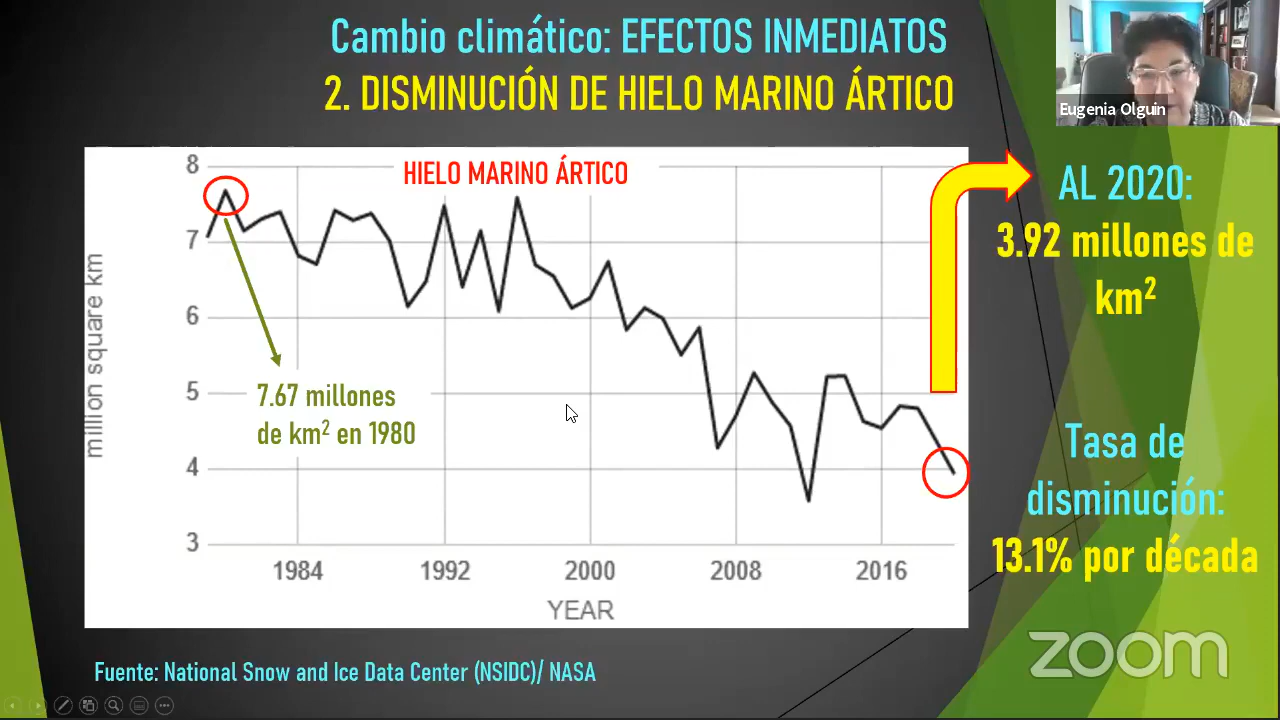 Cambio climático: EFECTOS INMEDIATOS
2. DISMINUCIÓN DE HIELO MARINO ÁRTICO
Eugenia Olguin
HIELO MARINO ÁRTICO
8
7
6
5
4
3
million square km
7.67 millones
de km² en 1980
1984 1992 2000 2008 2016
YEAR
AL 2020:
3.92 millones de
km²
Tasa de
disminución:
13.1% por década
Fuente: National Snow and Ice Data Center (NSIDC)/ NASA
zoom